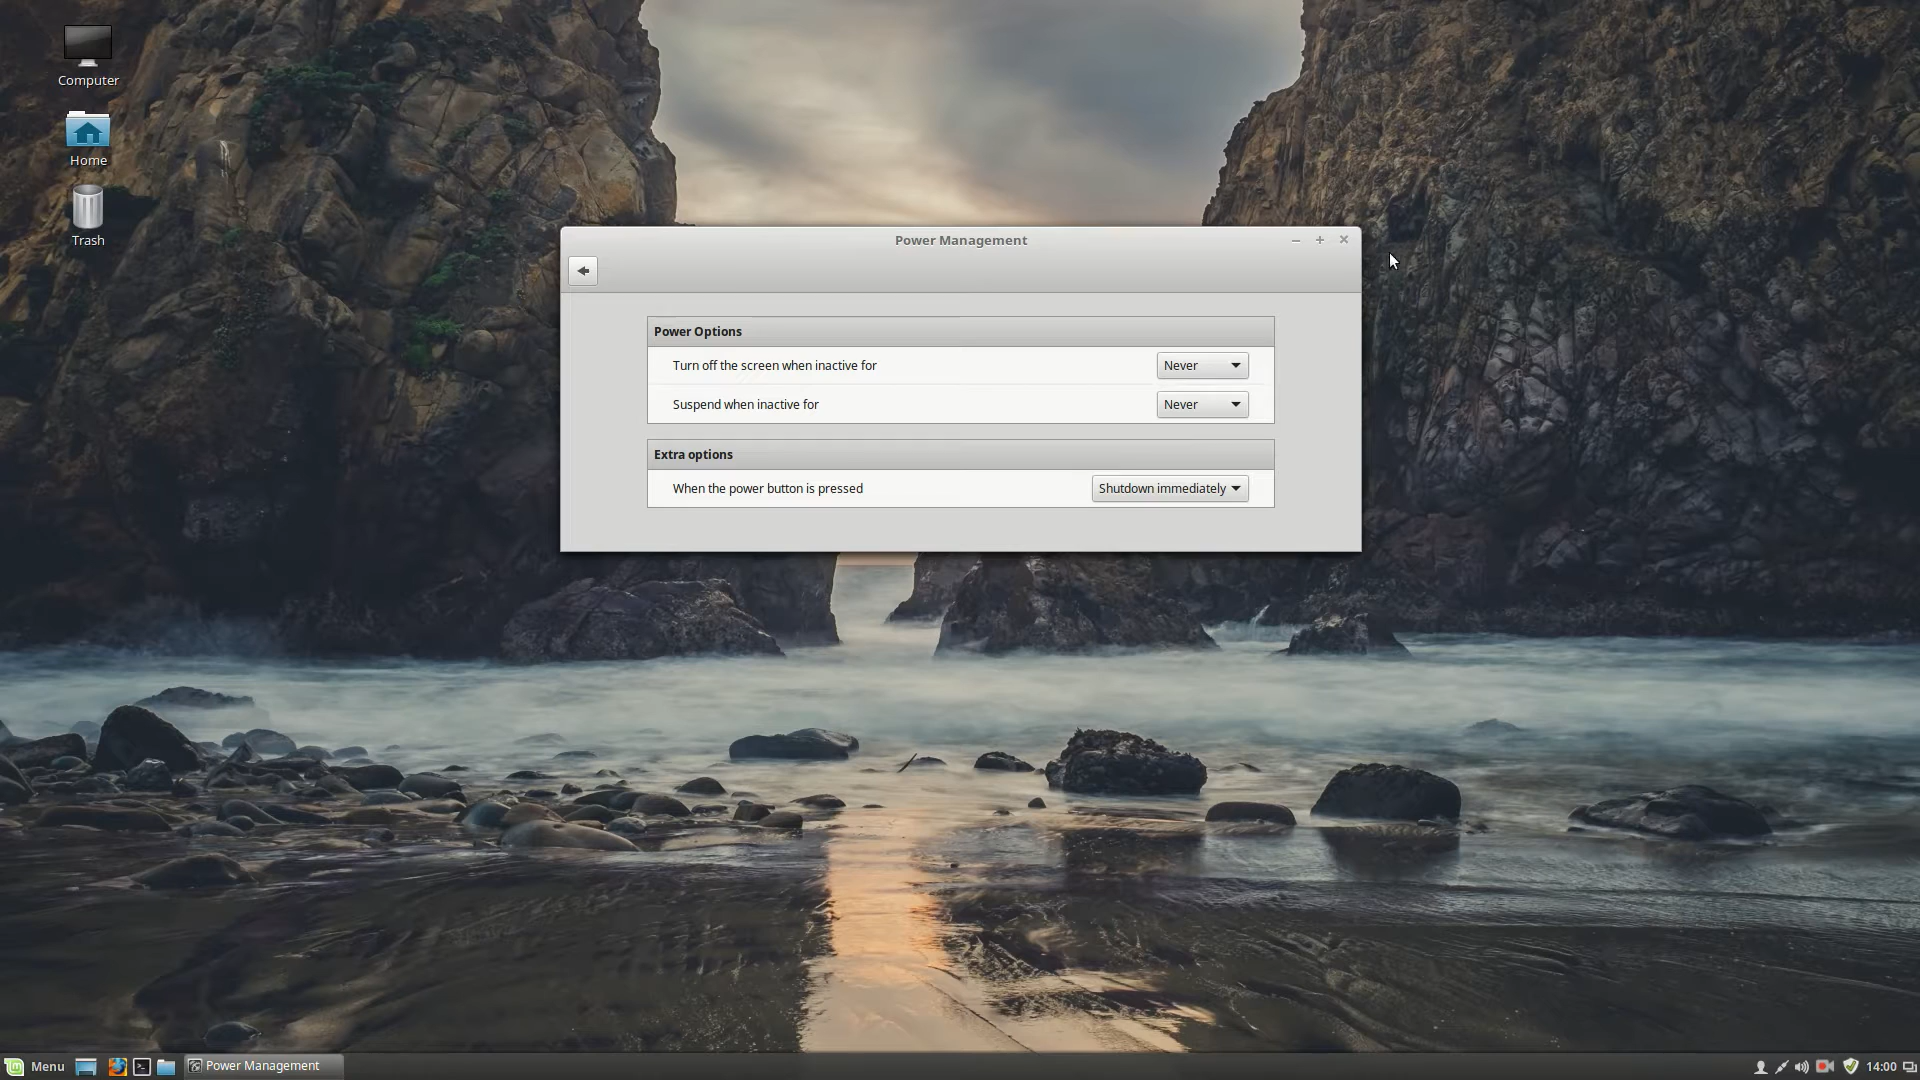 Computer
Home
Trash
Power Management
Power Options
Turn off the screen when inactive for Never
Suspend when inactive for Never
Extra options
When the power button is pressed Shutdown immediately
Menu Power Management 14:00